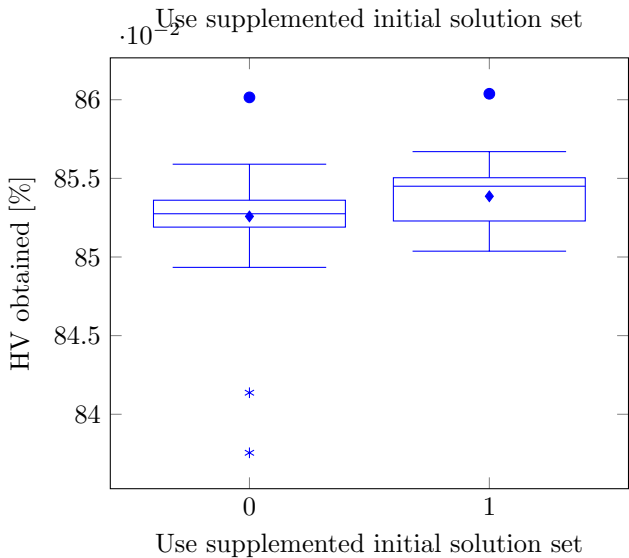 Use supplemented initial solution set
·10⁻²
86
85.5
85
84.5
84
HV obtained [%]
0 1
Use supplemented initial solution set